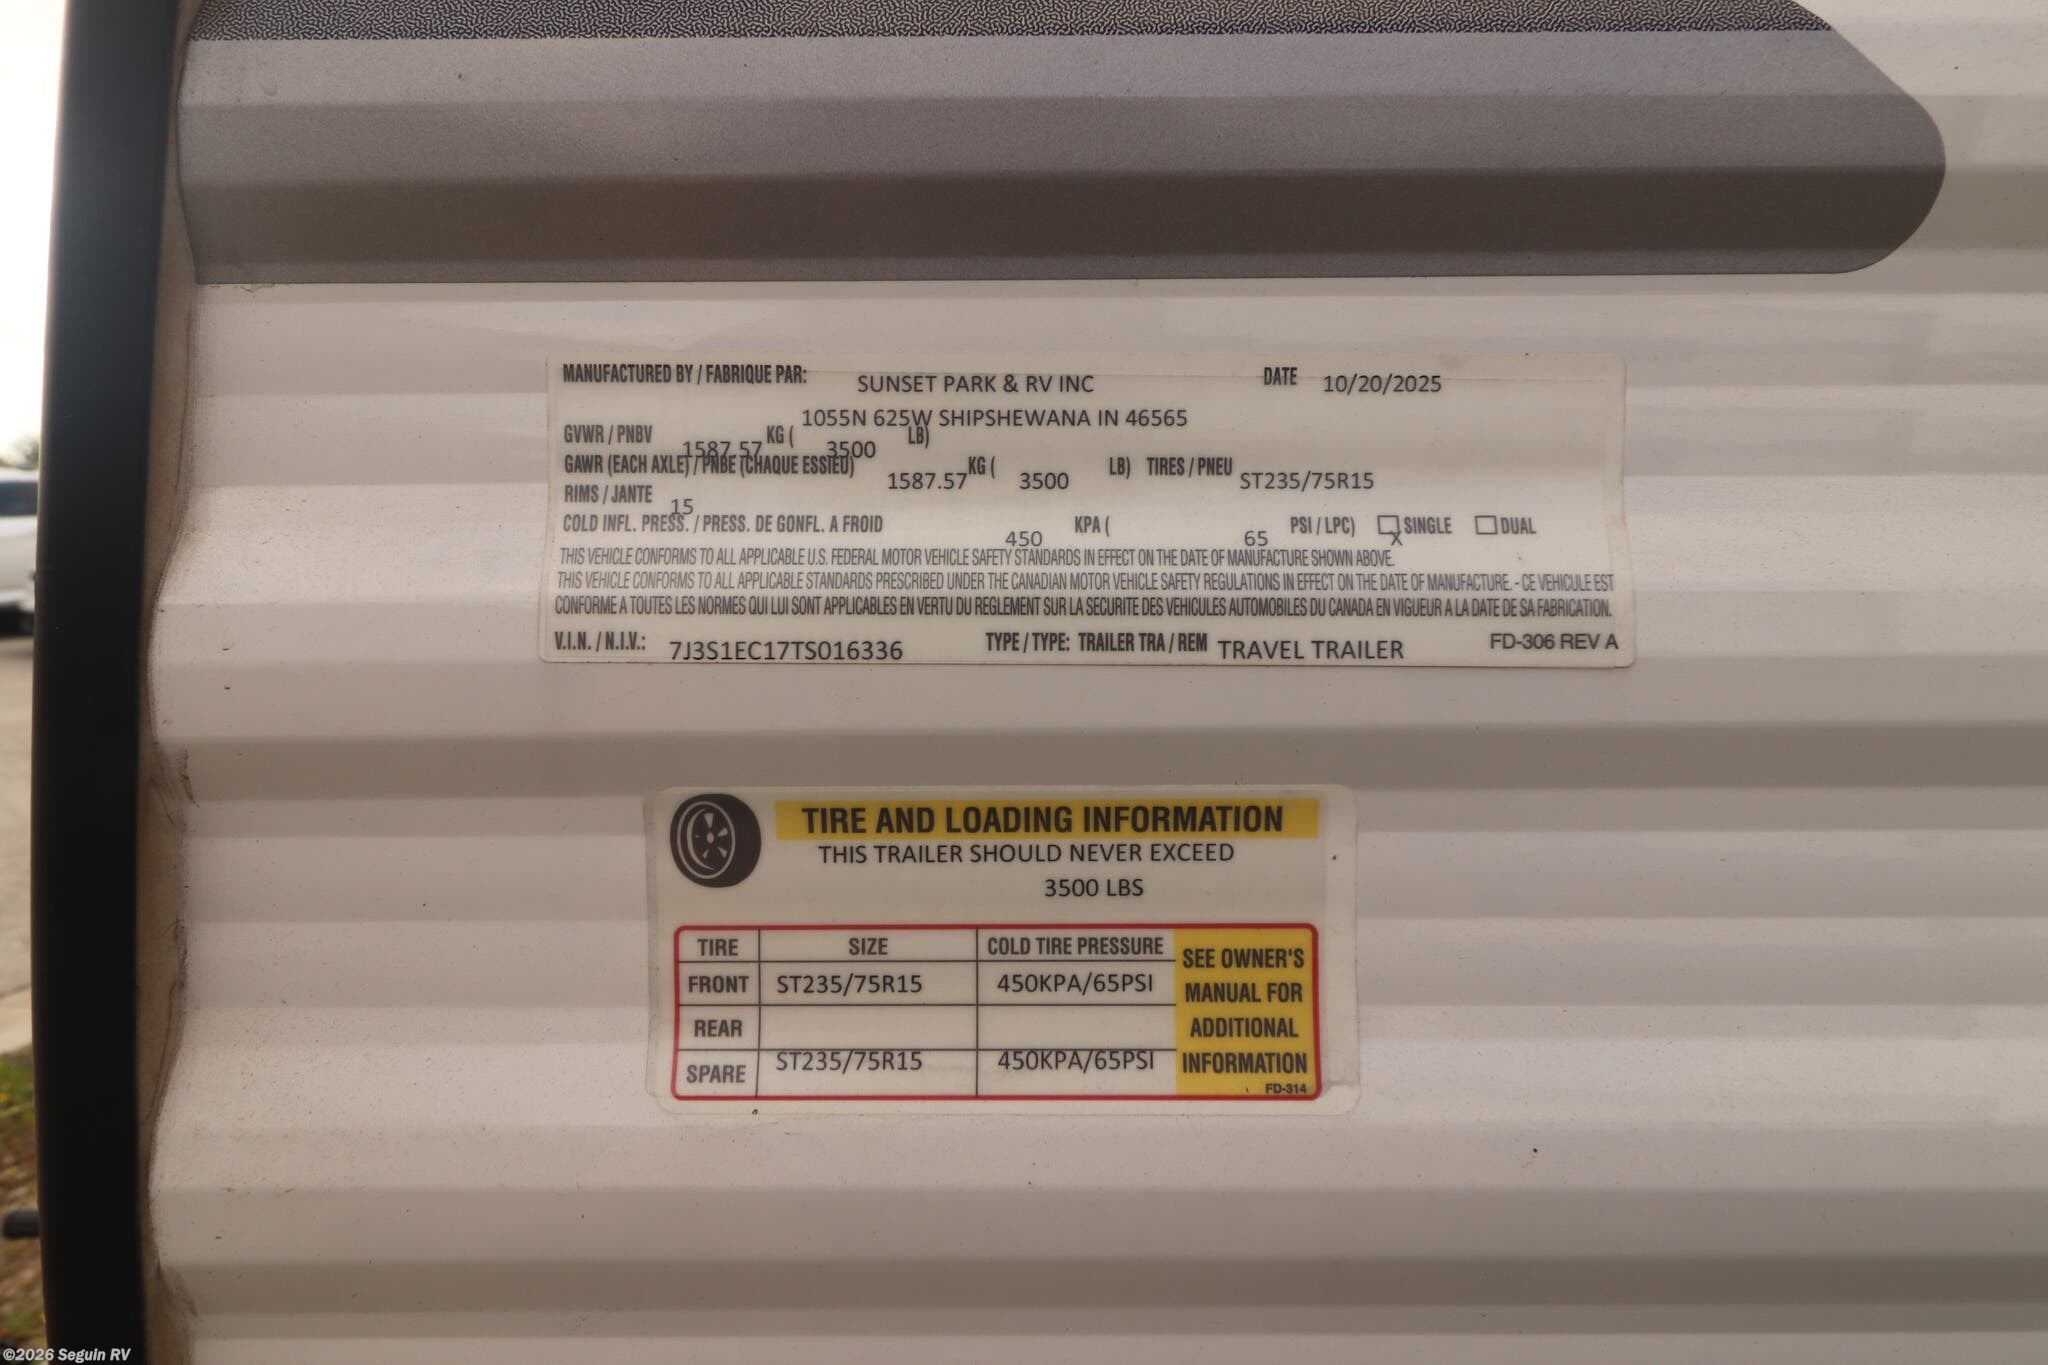 MANUFACTURED BY / FABRIQUE PAR: SUNSET PARK & RV INC DATE 10/20/2025
1055N 625W SHIPSHEWANA IN 46565
GVWR / PNBV 1587.57 KG ( 3500 LB)
GAWR (EACH AXLE) / PNBE (CHAQUE ESSIEU) 1587.57 KG ( 3500 LB) TIRES / PNEU ST235/75R15
RIMS / JANTE 15
COLD INFL. PRESS. / PRESS. DE GONFL. A FROID 450 KPA ( 65 PSI / LPC) X SINGLE DUAL
THIS VEHICLE CONFORMS TO ALL APPLICABLE U.S. FEDERAL MOTOR VEHICLE SAFETY STANDARDS IN EFFECT ON THE DATE OF MANUFACTURE SHOWN ABOVE.
THIS VEHICLE CONFORMS TO ALL APPLICABLE STANDARDS PRESCRIBED UNDER THE CANADIAN MOTOR VEHICLE SAFETY REGULATIONS IN EFFECT ON THE DATE OF MANUFACTURE. - CE VEHICULE EST
CONFORME A TOUTES LES NORMES QUI LUI SONT APPLICABLES EN VERTU DU REGLEMENT SUR LA SECURITE DES VEHICULES AUTOMOBILES DU CANADA EN VIGUEUR A LA DATE DE SA FABRICATION.
V.I.N. / N.I.V.: 7J3S1EC17TS016336 TYPE / TYPE: TRAILER TRA / REM TRAVEL TRAILER FD-306 REV A
TIRE AND LOADING INFORMATION
THIS TRAILER SHOULD NEVER EXCEED
3500 LBS
TIRE SIZE COLD TIRE PRESSURE
FRONT ST235/75R15 450KPA/65PSI
REAR
SPARE ST235/75R15 450KPA/65PSI
SEE OWNER'S
MANUAL FOR
ADDITIONAL
INFORMATION
FD-314
©2026 Seguin RV